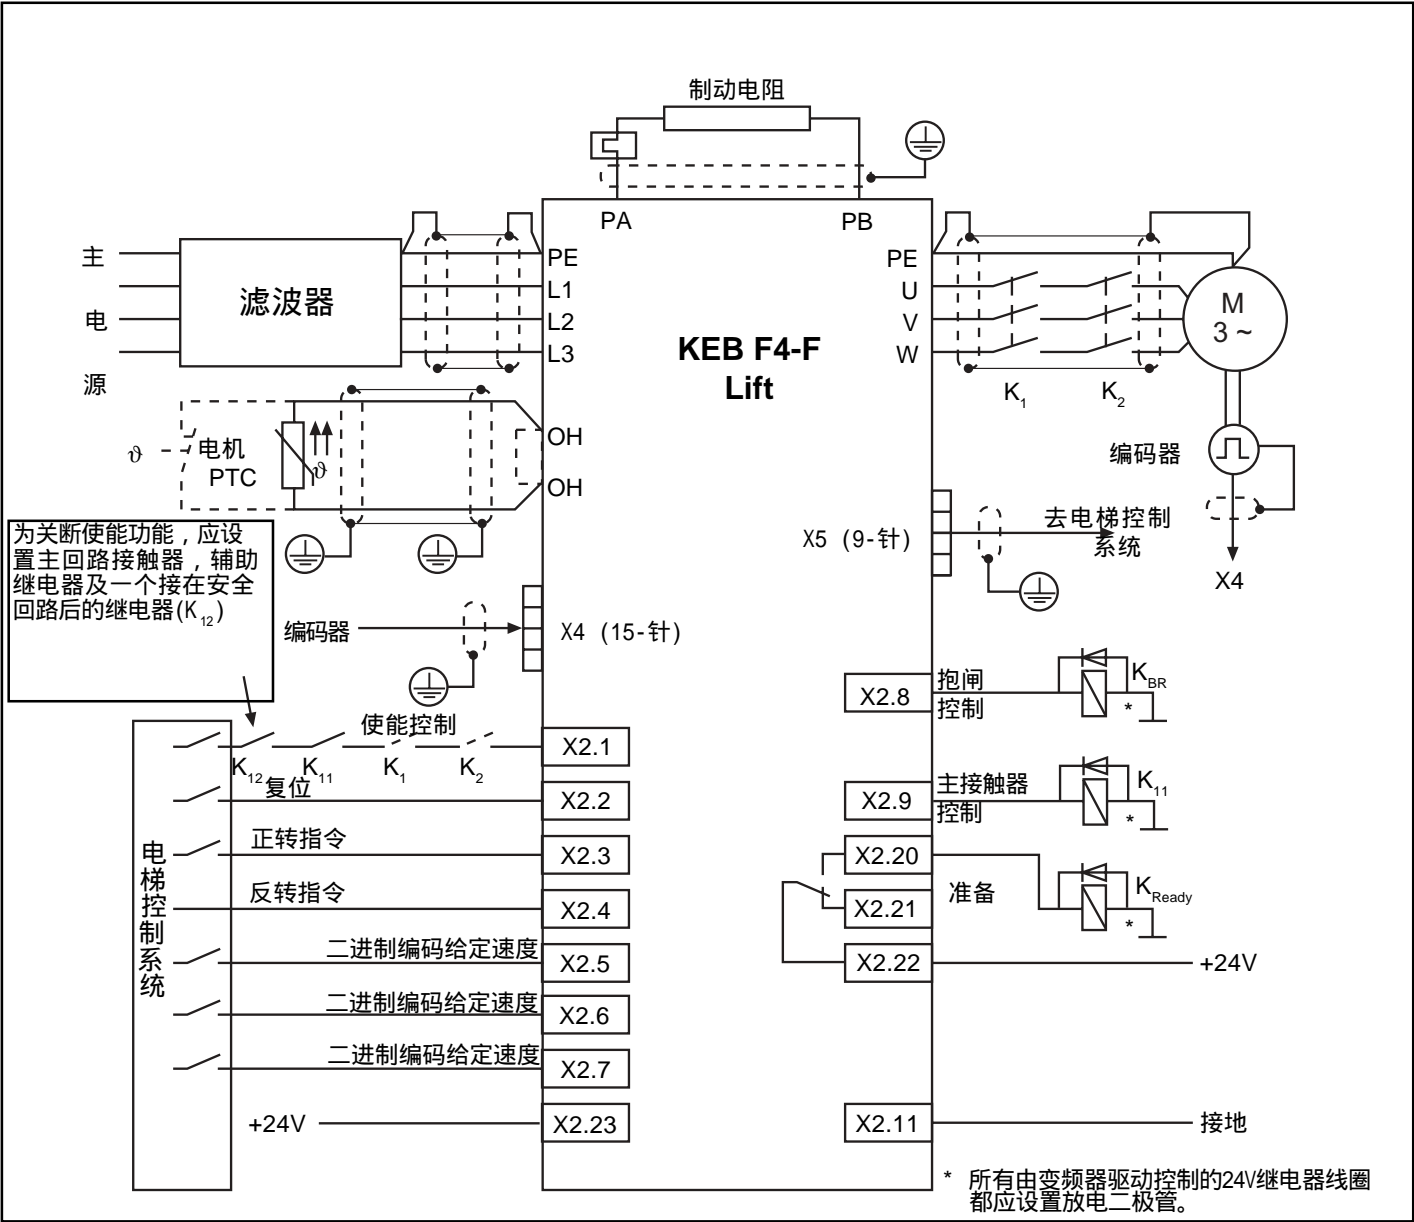 制动电阻
PA
PB
主
电
源
滤波器
PE
L1
L2
L3
KEB F4-F
Lift
PE
U
V
W
K1
K2
M
3 ~
ϑ
电机
PTC
ϑ
OH
OH
编码器
X4
为关断使能功能，应设
置主回路接触器，辅助
继电器及一个接在安全
回路后的继电器(K12)
X5 (9-针)
去电梯控制
系统
编码器
X4 (15-针)
使能控制
K12
K11
K1
K2
X2.1
复位
X2.2
正转指令
X2.3
反转指令
X2.4
二进制编码给定速度
X2.5
二进制编码给定速度
X2.6
二进制编码给定速度
X2.7
+24V
X2.23
电梯控制系统
X2.8
抱闸
控制
KBR
*
X2.9
主接触器
控制
K11
*
X2.20
X2.21
准备
KReady
*
X2.22
+24V
X2.11
接地
* 所有由变频器驱动控制的24V继电器线圈
都应设置放电二极管。